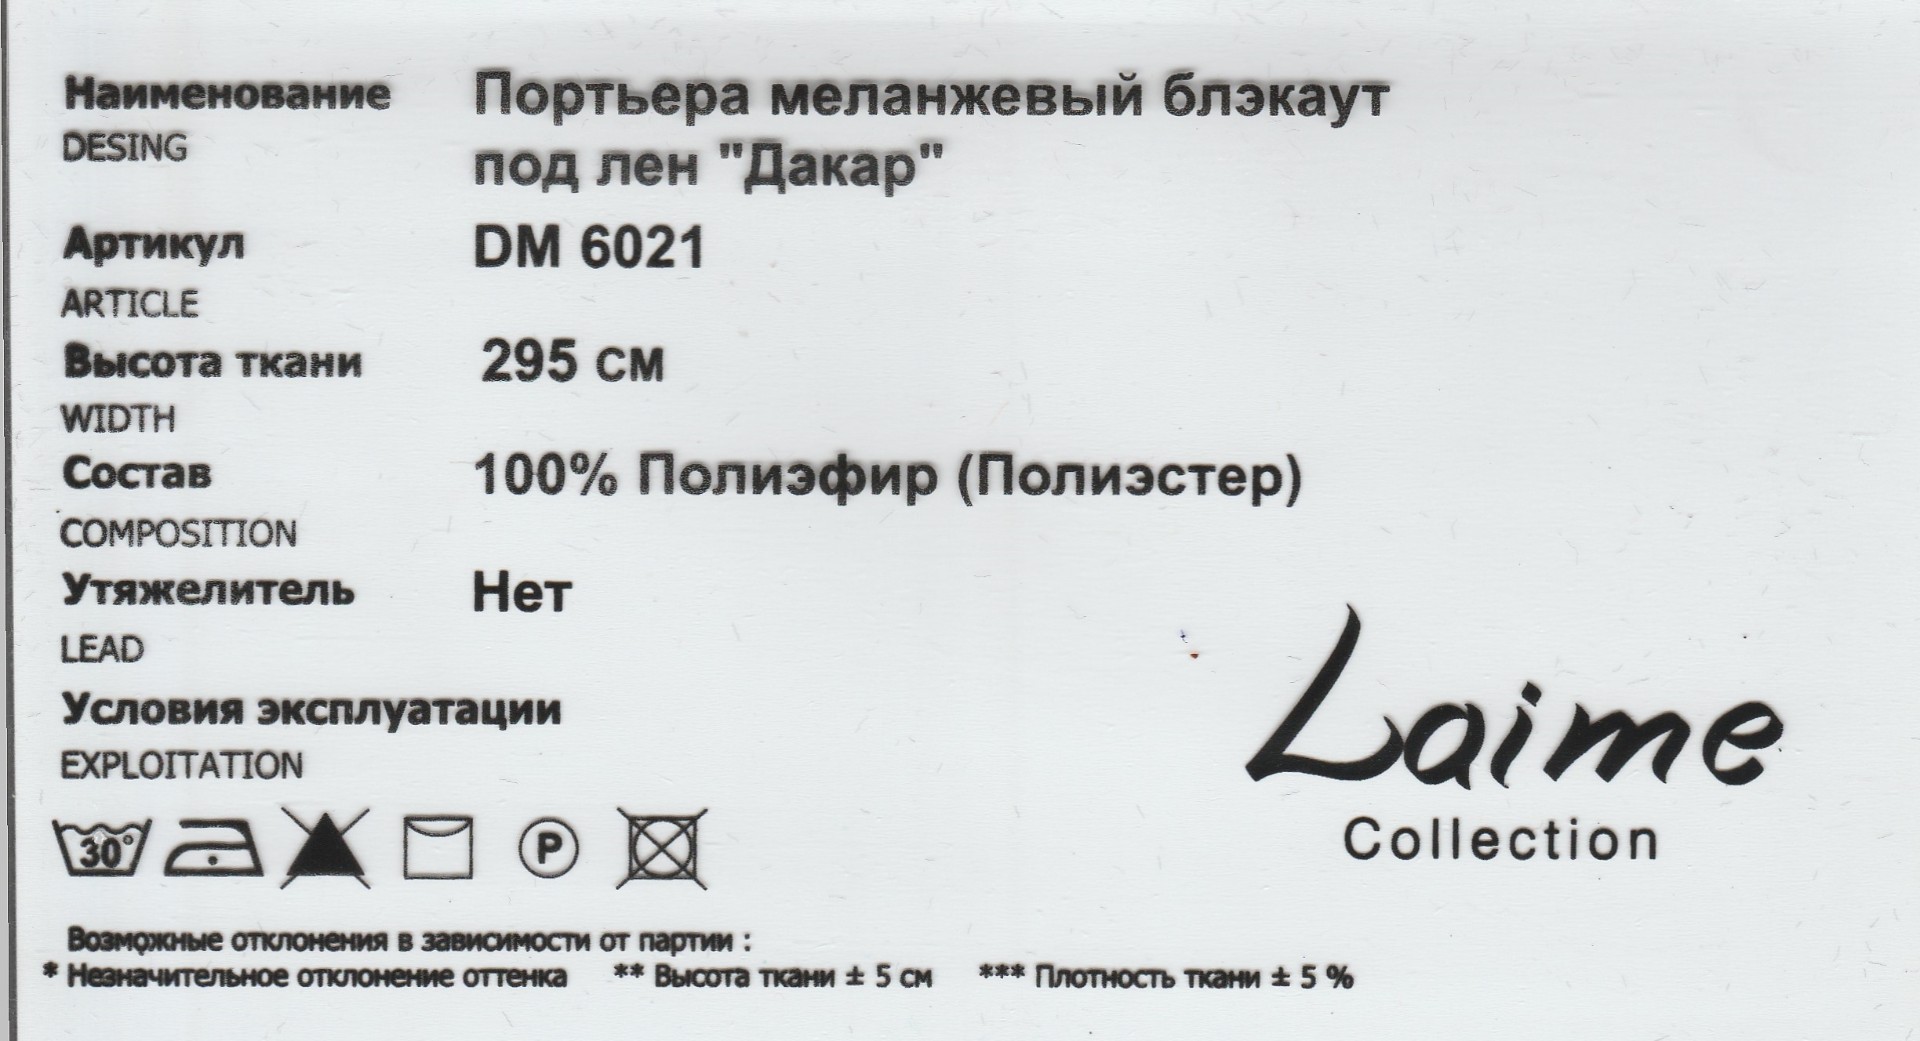 Наименование Портьера меланжевый блэкаут
DESING под лен "Дакар"
Артикул DM 6021
ARTICLE
Высота ткани 295 см
WIDTH
Состав 100% Полиэфир (Полиэстер)
COMPOSITION
Утяжелитель Нет
LEAD
Условия эксплуатации
EXPLOITATION
30° P
Laime
Collection
Возможные отклонения в зависимости от партии :
* Незначительное отклонение оттенка ** Высота ткани ± 5 см *** Плотность ткани ± 5 %